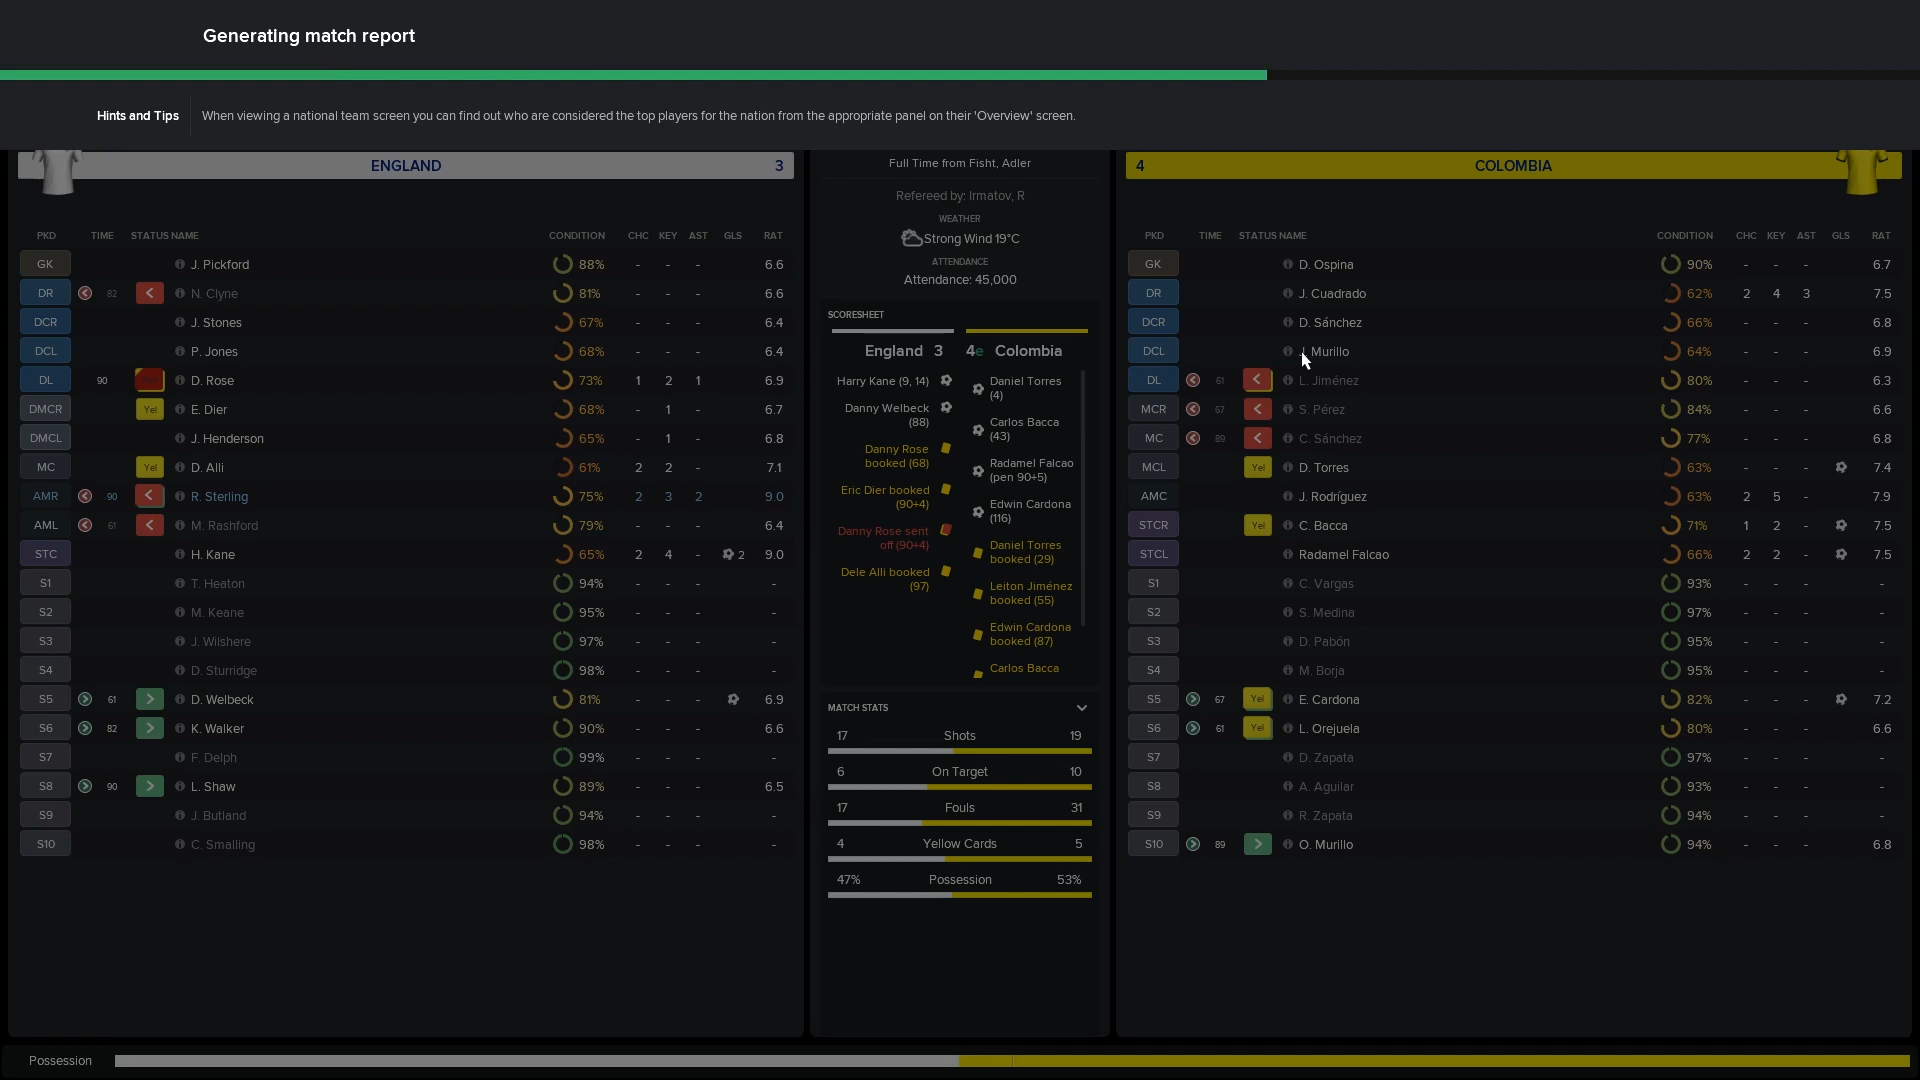 Generating match report
Hints and Tips When viewing a national team screen you can find out who are considered the top players for the nation from the appropriate panel on their 'Overview' screen.
ENGLAND 3
PKD TIME STATUS NAME CONDITION CHC KEY AST GLS RAT
GK J. Pickford 88% - - - 6.6
DR 82 N. Clyne 81% - - - 6.6
DCR J. Stones 67% - - - 6.4
DCL P. Jones 68% - - - 6.4
DL 90 D. Rose 73% 1 2 1 6.9
DMCR Yel E. Dier 68% - 1 - 6.7
DMCL J. Henderson 65% - 1 - 6.8
MC Yel D. Alli 61% 2 2 - 7.1
AMR 90 R. Sterling 75% 2 3 2 9.0
AML 61 M. Rashford 79% - - - 6.4
STC H. Kane 65% 2 4 - 2 9.0
S1 T. Heaton 94% - - - -
S2 M. Keane 95% - - - -
S3 J. Wilshere 97% - - - -
S4 D. Sturridge 98% - - - -
S5 61 D. Welbeck 81% - - - 6.9
S6 82 K. Walker 90% - - - 6.6
S7 F. Delph 99% - - - -
S8 90 L. Shaw 89% - - - 6.5
S9 J. Butland 94% - - - -
S10 C. Smalling 98% - - - -
Full Time from Fisht, Adler
Refereed by: Irmatov, R
WEATHER
Strong Wind 19°C
ATTENDANCE
Attendance: 45,000
SCORESHEET
England 3 4e Colombia
Harry Kane (9, 14)
Danny Welbeck
(88)
Danny Rose
booked (68)
Eric Dier booked
(90+4)
Danny Rose sent
off (90+4)
Dele Alli booked
(97)
Daniel Torres
(4)
Carlos Bacca
(43)
Radamel Falcao
(pen 90+5)
Edwin Cardona
(116)
Daniel Torres
booked (29)
Leiton Jiménez
booked (55)
Edwin Cardona
booked (87)
Carlos Bacca
MATCH STATS
17 Shots 19
6 On Target 10
17 Fouls 31
4 Yellow Cards 5
47% Possession 53%
4 COLOMBIA
PKD TIME STATUS NAME CONDITION CHC KEY AST GLS RAT
GK D. Ospina 90% - - - 6.7
DR J. Cuadrado 62% 2 4 3 7.5
DCR D. Sánchez 66% - - - 6.8
DCL J. Murillo 64% - - - 6.9
DL 61 L. Jiménez 80% - - - 6.3
MCR 67 S. Pérez 84% - - - 6.6
MC 89 C. Sánchez 77% - - - 6.8
MCL Yel D. Torres 63% - - - 7.4
AMC J. Rodríguez 63% 2 5 - 7.9
STCR Yel C. Bacca 71% 1 2 - 7.5
STCL Radamel Falcao 66% 2 2 - 7.5
S1 C. Vargas 93% - - - -
S2 S. Medina 97% - - - -
S3 D. Pabón 95% - - - -
S4 M. Borja 95% - - - -
S5 67 Yel E. Cardona 82% - - - 7.2
S6 61 Yel L. Orejuela 80% - - - 6.6
S7 D. Zapata 97% - - - -
S8 A. Aguilar 93% - - - -
S9 R. Zapata 94% - - - -
S10 89 O. Murillo 94% - - - 6.8
Possession